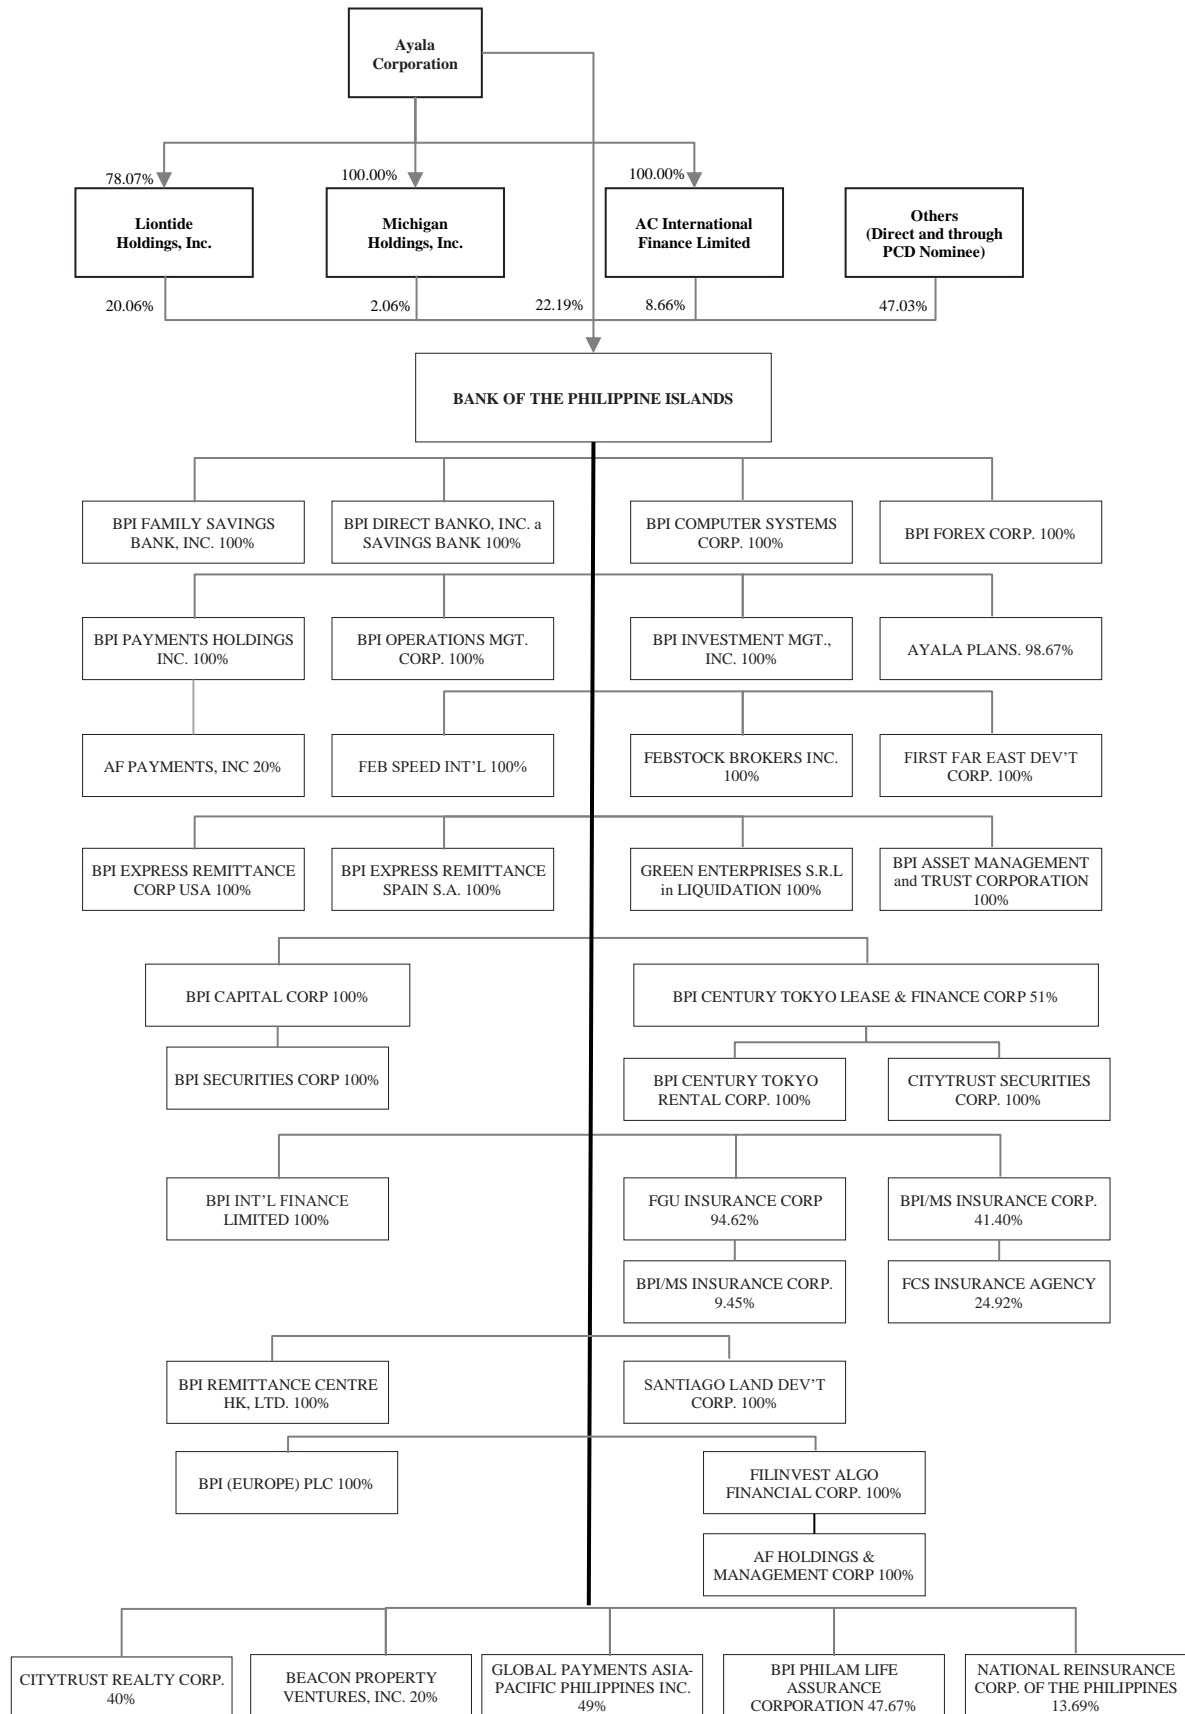 Ayala
Corporation
78.07%
100.00%
100.00%
Liontide
Holdings, Inc.
Michigan
Holdings, Inc.
AC International
Finance Limited
Others
(Direct and through
PCD Nominee)
20.06%
2.06%
22.19%
8.66%
47.03%
BANK OF THE PHILIPPINE ISLANDS
BPI FAMILY SAVINGS
BANK, INC. 100%
BPI DIRECT BANKO, INC. a
SAVINGS BANK 100%
BPI COMPUTER SYSTEMS
CORP. 100%
BPI FOREX CORP. 100%
BPI PAYMENTS HOLDINGS
INC. 100%
BPI OPERATIONS MGT.
CORP. 100%
BPI INVESTMENT MGT.,
INC. 100%
AYALA PLANS. 98.67%
AF PAYMENTS, INC 20%
FEB SPEED INT'L 100%
FEBSTOCK BROKERS INC.
100%
FIRST FAR EAST DEV'T
CORP. 100%
BPI EXPRESS REMITTANCE
CORP USA 100%
BPI EXPRESS REMITTANCE
SPAIN S.A. 100%
GREEN ENTERPRISES S.R.L
in LIQUIDATION 100%
BPI ASSET MANAGEMENT
and TRUST CORPORATION
100%
BPI CAPITAL CORP 100%
BPI CENTURY TOKYO LEASE & FINANCE CORP 51%
BPI SECURITIES CORP 100%
BPI CENTURY TOKYO
RENTAL CORP. 100%
CITYTRUST SECURITIES
CORP. 100%
BPI INT'L FINANCE
LIMITED 100%
FGU INSURANCE CORP
94.62%
BPI/MS INSURANCE CORP.
41.40%
BPI/MS INSURANCE CORP.
9.45%
FCS INSURANCE AGENCY
24.92%
BPI REMITTANCE CENTRE
HK, LTD. 100%
SANTIAGO LAND DEV'T
CORP. 100%
BPI (EUROPE) PLC 100%
FILINVEST ALGO
FINANCIAL CORP. 100%
AF HOLDINGS &
MANAGEMENT CORP 100%
CITYTRUST REALTY CORP.
40%
BEACON PROPERTY
VENTURES, INC. 20%
GLOBAL PAYMENTS ASIA-
PACIFIC PHILIPPINES INC.
49%
BPI PHILAM LIFE
ASSURANCE
CORPORATION 47.67%
NATIONAL REINSURANCE
CORP. OF THE PHILIPPINES
13.69%